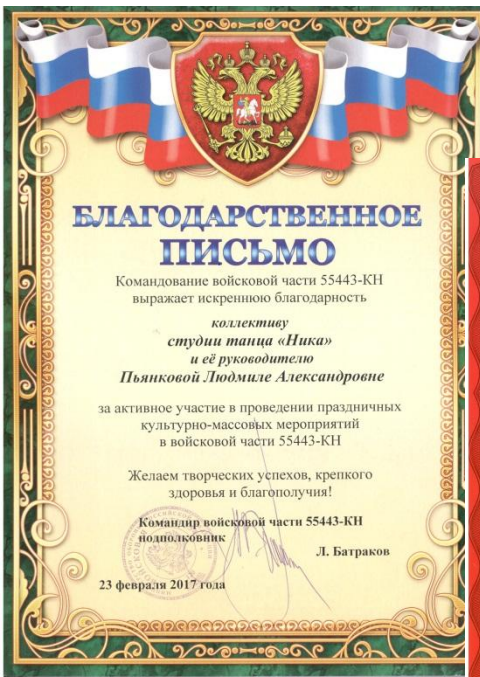 БЛАГОДАРСТВЕННОЕ
ПИСЬМО
Командование войсковой части 55443-КН
выражает искреннюю благодарность
коллективу
студии танца «Ника»
и её руководителю
Пьянковой Людмиле Александровне
за активное участие в проведении праздничных
культурно-массовых мероприятий
в войсковой части 55443-КН
Желаем творческих успехов, крепкого
здоровья и благополучия!
Командир войсковой части 55443-КН
подполковник
Л. Батраков
23 февраля 2017 года